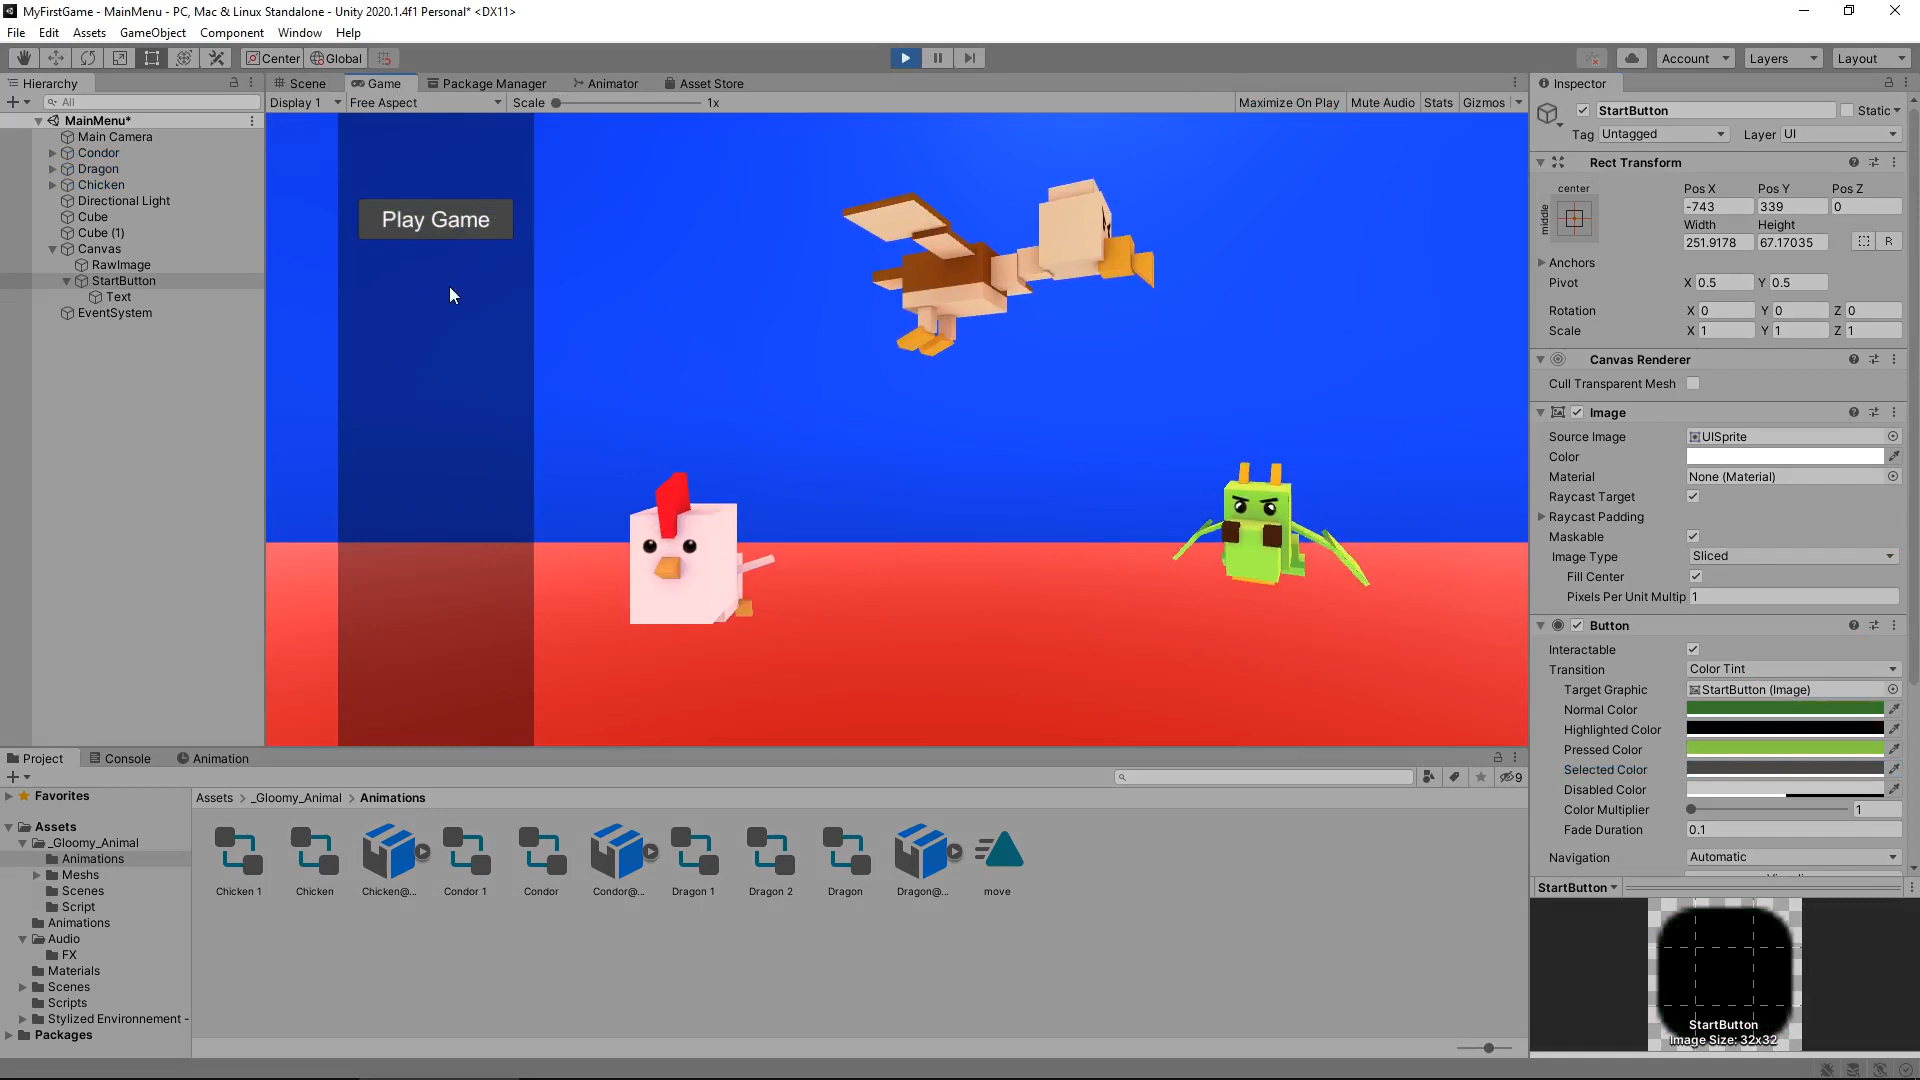 MyFirstGame - MainMenu - PC, Mac & Linux Standalone - Unity 2020.1.4f1 Personal* <DX11>
File Edit Assets GameObject Component Window Help
Center Global Account Layers Layout
Hierarchy
All
MainMenu*
Main Camera
Condor
Dragon
Chicken
Directional Light
Cube
Cube (1)
Canvas
RawImage
StartButton
Text
EventSystem
Scene Game Package Manager Animator Asset Store
Display 1 Free Aspect Scale 1x Maximize On Play Mute Audio Stats Gizmos
Play Game
Inspector
StartButton Static
Tag Untagged Layer UI
Rect Transform
center
middle
Pos X Pos Y Pos Z
-743 339 0
Width Height
251.9178 67.17035 R
Anchors
Pivot X 0.5 Y 0.5
Rotation X 0 Y 0 Z 0
Scale X 1 Y 1 Z 1
Canvas Renderer
Cull Transparent Mesh
Image
Source Image UISprite
Color
Material None (Material)
Raycast Target
Raycast Padding
Maskable
Image Type Sliced
Fill Center
Pixels Per Unit Multip 1
Button
Interactable
Transition Color Tint
Target Graphic StartButton (Image)
Normal Color
Highlighted Color
Pressed Color
Selected Color
Disabled Color
Color Multiplier 1
Fade Duration 0.1
Navigation Automatic
StartButton
StartButton
Image Size: 32x32
Project Console Animation
9
Favorites
Assets
_Gloomy_Animal
Animations
Meshs
Scenes
Script
Animations
Audio
FX
Materials
Scenes
Scripts
Stylized Environnement -
Packages
Assets > _Gloomy_Animal > Animations
Chicken 1 Chicken Chicken@... Condor 1 Condor Condor@... Dragon 1 Dragon 2 Dragon Dragon@... move